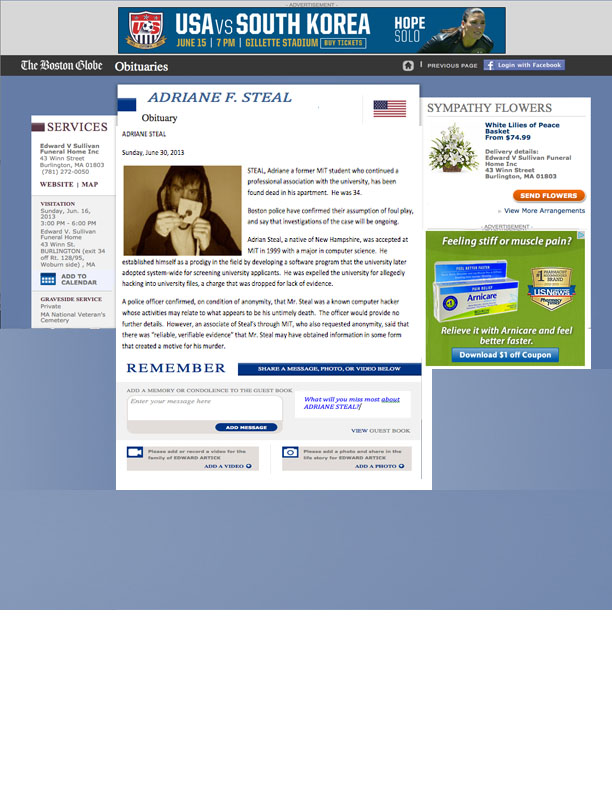 - ADVERTISEMENT -
USA VS SOUTH KOREA
JUNE 15 | 7 PM | GILLETTE STADIUM BUY TICKETS
HOPE
SOLO
The Boston Globe Obituaries
PREVIOUS PAGE
Login with Facebook
SERVICES
Edward V Sullivan
Funeral Home Inc
43 Winn Street
Burlington, MA 01803
(781) 272-0050
WEBSITE | MAP
VISITATION
Sunday, Jun. 16,
2013
3:00 PM - 6:00 PM
Edward V. Sullivan
Funeral Home
43 Winn St.
BURLINGTON (exit 34
off Rt. 128/95,
Woburn side) , MA
ADD TO
CALENDAR
GRAVESIDE SERVICE
Private
MA National Veteran's
Cemetery
ADRIANE F. STEAL
Obituary
ADRIANE STEAL
Sunday, June 30, 2013
STEAL, Adriane a former MIT student who continued a
professional association with the university, has been
found dead in his apartment. He was 34.
Boston police have confirmed their assumption of foul play,
and say that investigations of the case will be ongoing.
Adrian Steal, a native of New Hampshire, was accepted at
MIT in 1999 with a major in computer science. He
established himself as a prodigy in the field by developing a software program that the university later
adopted system-wide for screening university applicants. He was expelled the university for allegedly
hacking into university files, a charge that was dropped for lack of evidence.
A police officer confirmed, on condition of anonymity, that Mr. Steal was a known computer hacker
whose activities may relate to what appears to be his untimely death. The officer would provide no
further details. However, an associate of Steal's through MIT, who also requested anonymity, said that
there was "reliable, verifiable evidence" that Mr. Steal may have obtained information in some form
that created a motive for his murder.
REMEMBER
SHARE A MESSAGE, PHOTO, OR VIDEO BELOW
ADD A MEMORY OR CONDOLENCE TO THE GUEST BOOK
Enter your message here
ADD MESSAGE
What will you miss most about
ADRIANE STEAL?
VIEW GUEST BOOK
Please add or record a video for the
family of EDWARD ARTICK
ADD A VIDEO
Please add a photo and share in the
life story for EDWARD ARTICK
ADD A PHOTO
SYMPATHY FLOWERS
White Lilies of Peace
Basket
From $74.99
Delivery details:
Edward V Sullivan Funeral
Home Inc
43 Winn Street
Burlington, MA 01803
SEND FLOWERS
View More Arrangements
- ADVERTISEMENT -
Feeling stiff or muscle pain?
FEEL BETTER FASTER
PAIN RELIEF
Arnicare
U.S.News
Relieve it with Arnicare and feel
better faster.
Download $1 off Coupon